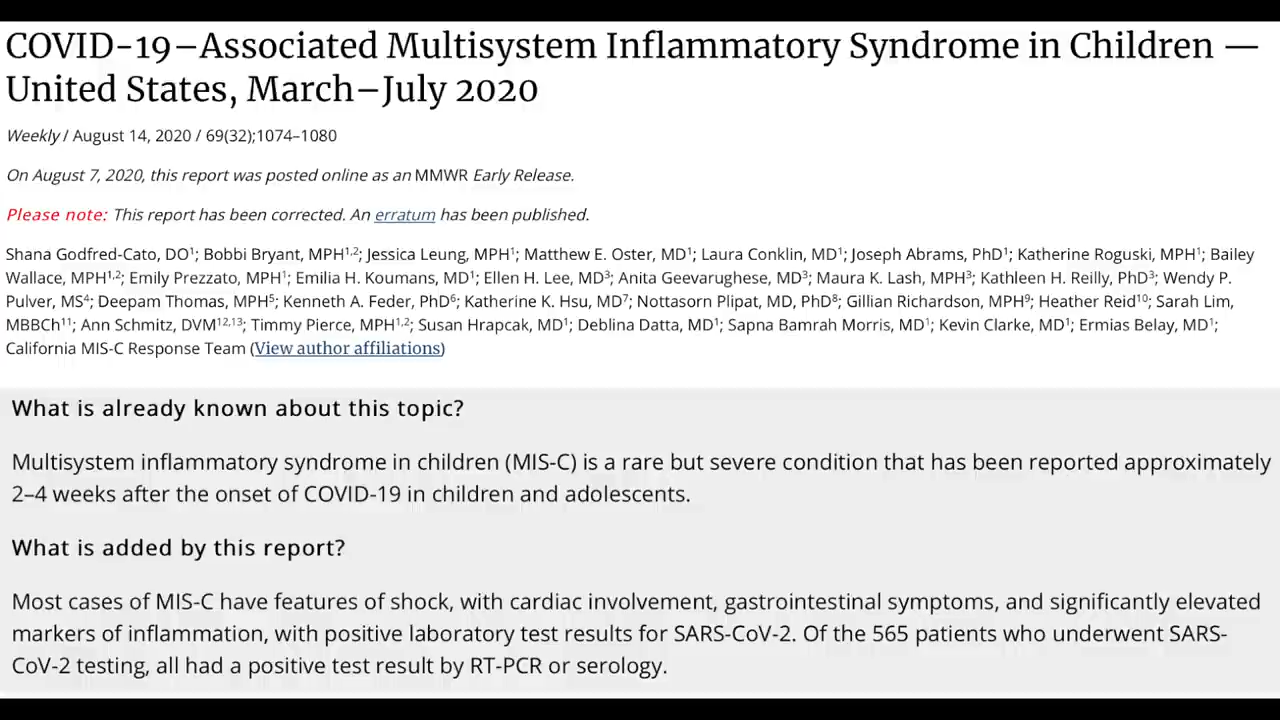 COVID-19–Associated Multisystem Inflammatory Syndrome in Children —
United States, March–July 2020
Weekly / August 14, 2020 / 69(32);1074–1080
On August 7, 2020, this report was posted online as an MMWR Early Release.
Please note: This report has been corrected. An erratum has been published.
Shana Godfred-Cato, DO¹; Bobbi Bryant, MPH¹,²; Jessica Leung, MPH¹; Matthew E. Oster, MD¹; Laura Conklin, MD¹; Joseph Abrams, PhD¹; Katherine Roguski, MPH¹; Bailey
Wallace, MPH¹,²; Emily Prezzato, MPH¹; Emilia H. Koumans, MD¹; Ellen H. Lee, MD³; Anita Geevarughese, MD³; Maura K. Lash, MPH³; Kathleen H. Reilly, PhD³; Wendy P.
Pulver, MS⁴; Deepam Thomas, MPH⁵; Kenneth A. Feder, PhD⁶; Katherine K. Hsu, MD⁷; Nottasorn Plipat, MD, PhD⁸; Gillian Richardson, MPH⁹; Heather Reid¹⁰; Sarah Lim,
MBBCh¹¹; Ann Schmitz, DVM¹²,¹³; Timmy Pierce, MPH¹,²; Susan Hrapcak, MD¹; Deblina Datta, MD¹; Sapna Bamrah Morris, MD¹; Kevin Clarke, MD¹; Ermias Belay, MD¹;
California MIS-C Response Team (View author affiliations)
What is already known about this topic?
Multisystem inflammatory syndrome in children (MIS-C) is a rare but severe condition that has been reported approximately
2–4 weeks after the onset of COVID-19 in children and adolescents.
What is added by this report?
Most cases of MIS-C have features of shock, with cardiac involvement, gastrointestinal symptoms, and significantly elevated
markers of inflammation, with positive laboratory test results for SARS-CoV-2. Of the 565 patients who underwent SARS-
CoV-2 testing, all had a positive test result by RT-PCR or serology.